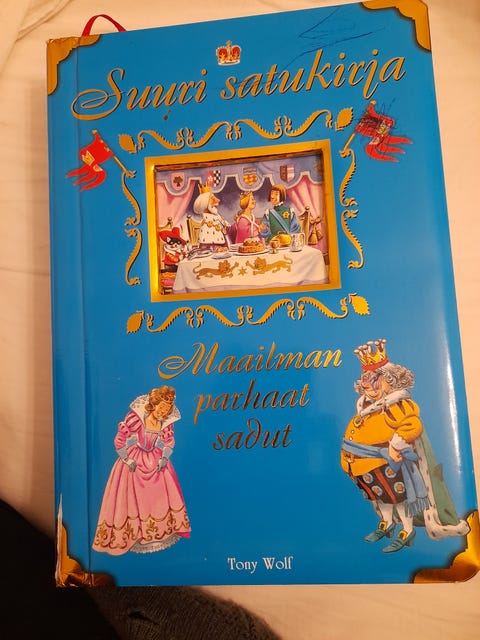 Suuri satukirja
Maailman
parhaat
sadut
Tony Wolf